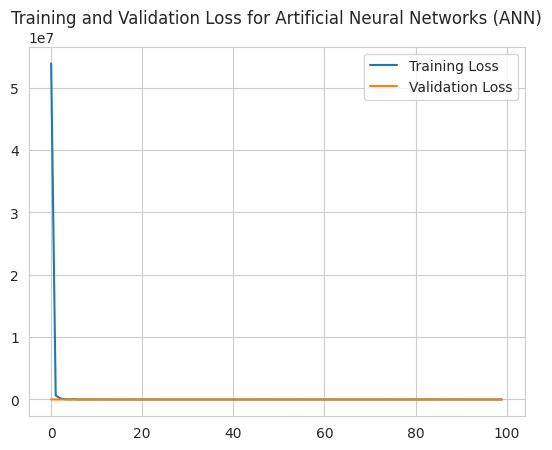 Training and Validation Loss for Artificial Neural Networks (ANN)
1e7
Training Loss
Validation Loss
5
4
3
2
1
0
0 20 40 60 80 100